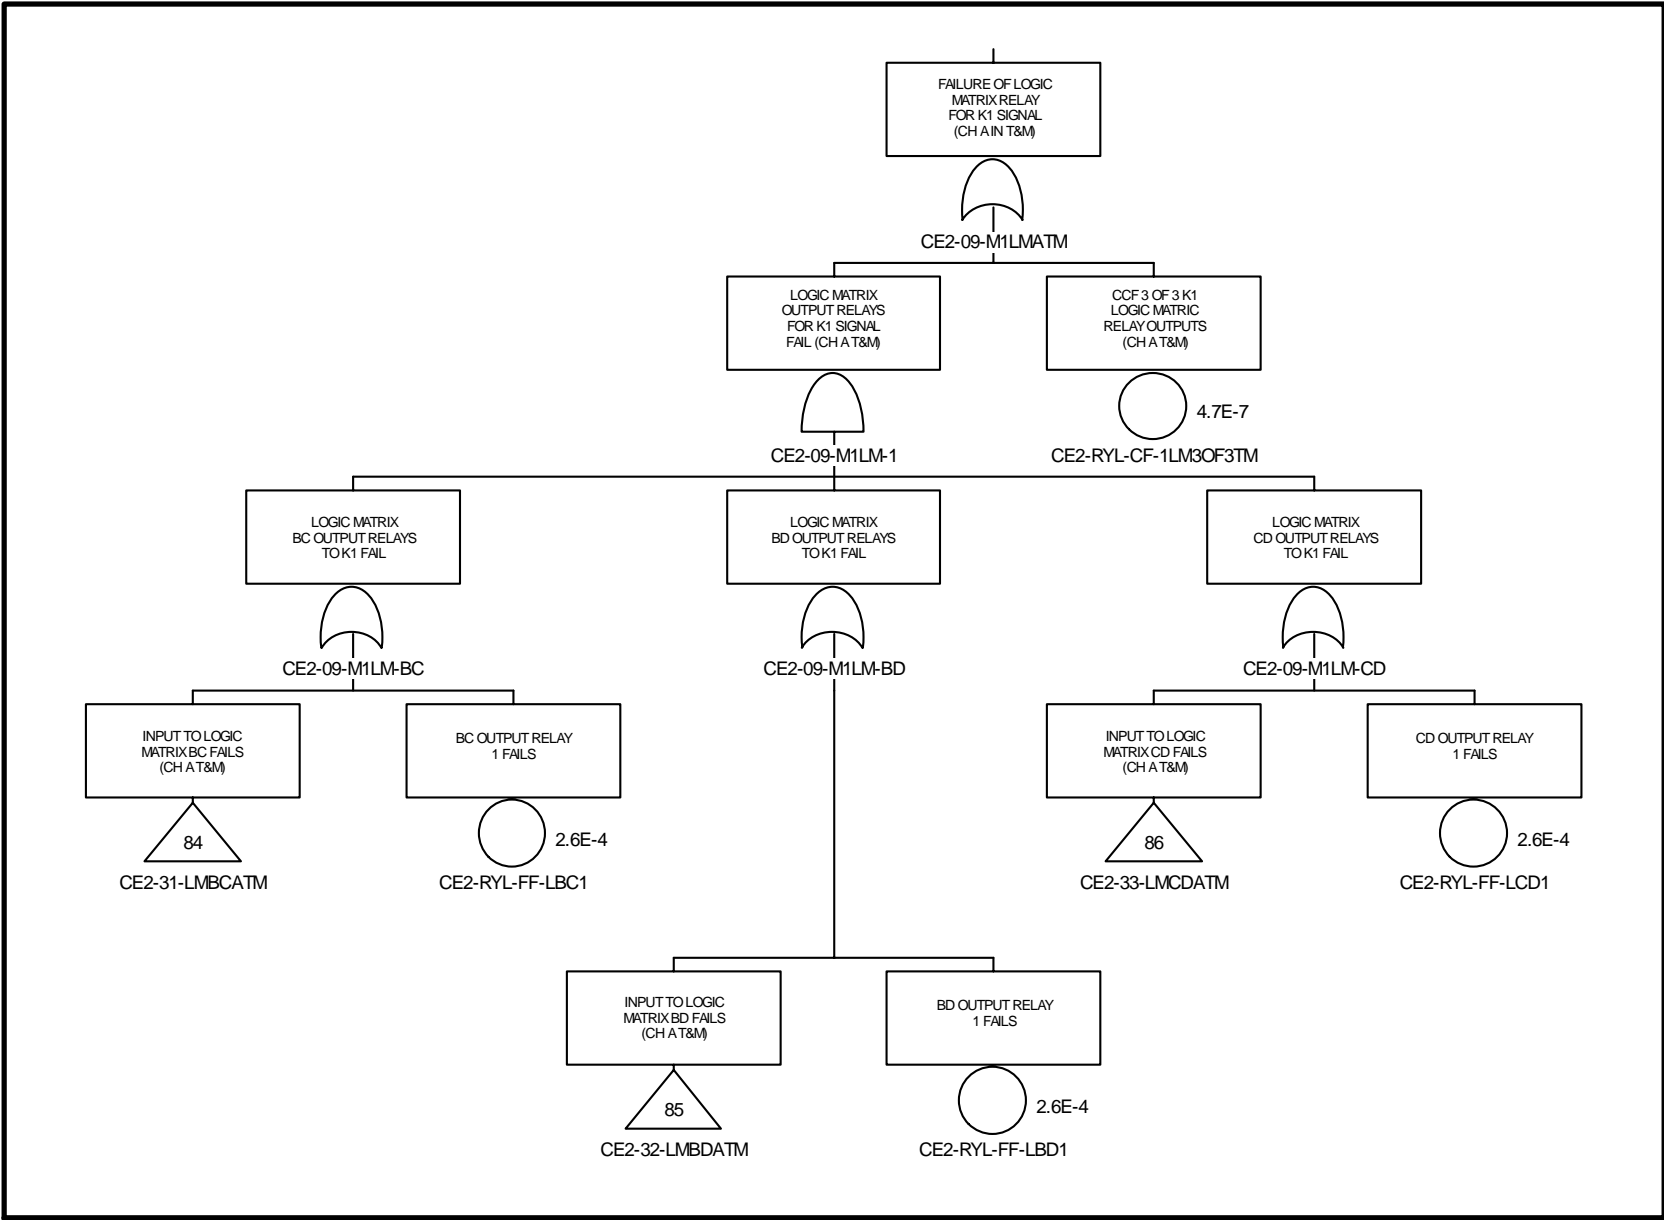 FAILURE OF LOGIC
MATRIX RELAY
FOR K1 SIGNAL
(CH A IN T&M)
CE2-09-M1LMATM
LOGIC MATRIX
OUTPUT RELAYS
FOR K1 SIGNAL
FAIL (CH A T&M)
CE2-09-M1LM-1
CCF 3 OF 3 K1
LOGIC MATRIC
RELAY OUTPUTS
(CH A T&M)
4.7E-7
CE2-RYL-CF-1LM3OF3TM
LOGIC MATRIX
BC OUTPUT RELAYS
TO K1 FAIL
CE2-09-M1LM-BC
LOGIC MATRIX
BD OUTPUT RELAYS
TO K1 FAIL
CE2-09-M1LM-BD
LOGIC MATRIX
CD OUTPUT RELAYS
TO K1 FAIL
CE2-09-M1LM-CD
INPUT TO LOGIC
MATRIX BC FAILS
(CH A T&M)
84
CE2-31-LMBCATM
BC OUTPUT RELAY
1 FAILS
2.6E-4
CE2-RYL-FF-LBC1
INPUT TO LOGIC
MATRIX CD FAILS
(CH A T&M)
86
CE2-33-LMCDATM
CD OUTPUT RELAY
1 FAILS
2.6E-4
CE2-RYL-FF-LCD1
INPUT TO LOGIC
MATRIX BD FAILS
(CH A T&M)
85
CE2-32-LMBDATM
BD OUTPUT RELAY
1 FAILS
2.6E-4
CE2-RYL-FF-LBD1